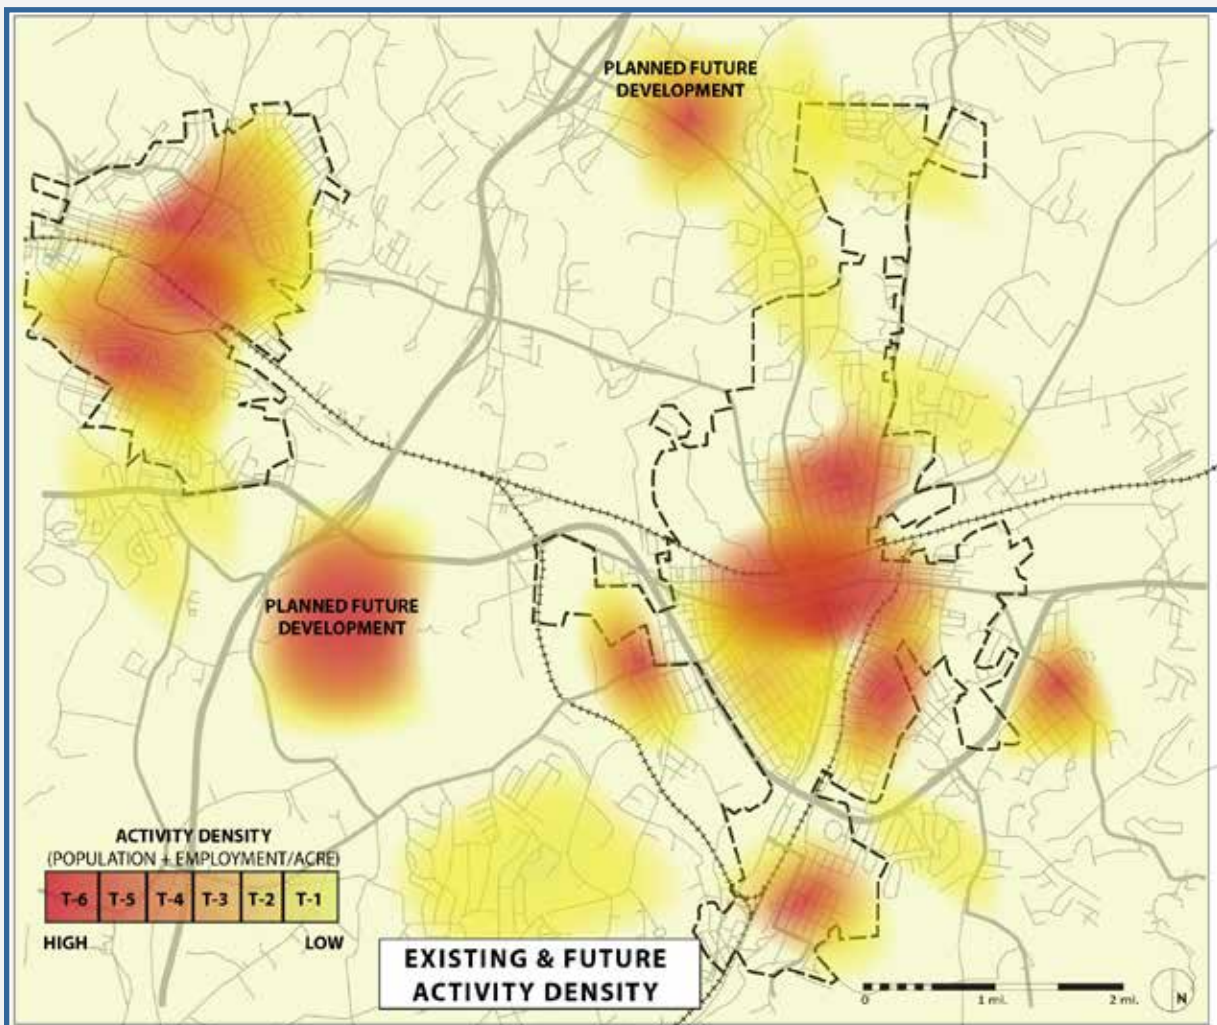 PLANNED FUTURE
DEVELOPMENT
PLANNED FUTURE
DEVELOPMENT
ACTIVITY DENSITY
(POPULATION + EMPLOYMENT/ACRE)
T-6 T-5 T-4 T-3 T-2 T-1
HIGH LOW
EXISTING & FUTURE
ACTIVITY DENSITY
0 1 mi. 2 mi.
N